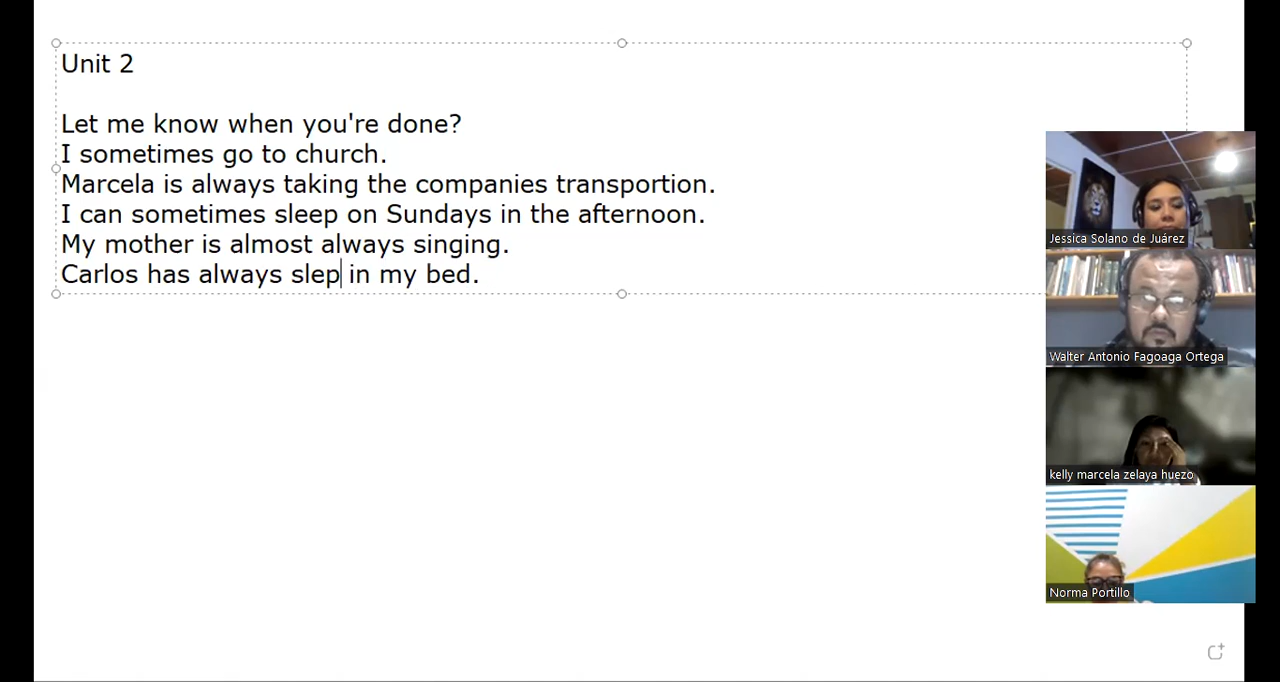 Unit 2
Let me know when you're done?
I sometimes go to church.
Marcela is always taking the companies transportion.
I can sometimes sleep on Sundays in the afternoon.
My mother is almost always singing.
Carlos has always slep in my bed.
Jessica Solano de Juárez
Walter Antonio Fagoaga Ortega
kelly marcela zelaya huezo
Norma Portillo